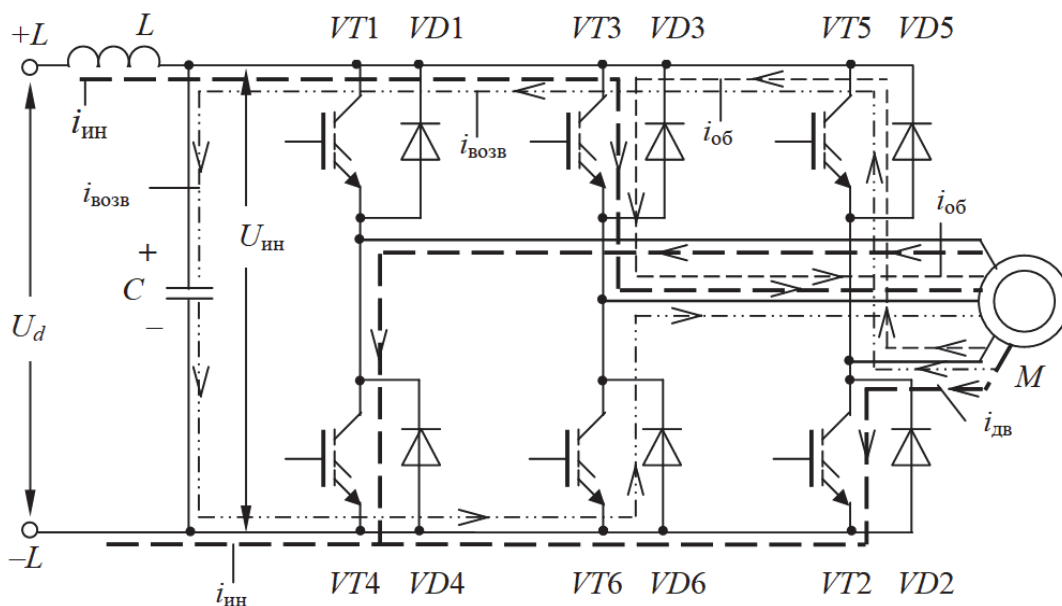 +L L VT1 VD1 VT3 VD3 VT5 VD5
iин iвозв iоб
iвозв Uин iоб
+
C
–
Ud
M
iдв
–L
iин VT4 VD4 VT6 VD6 VT2 VD2